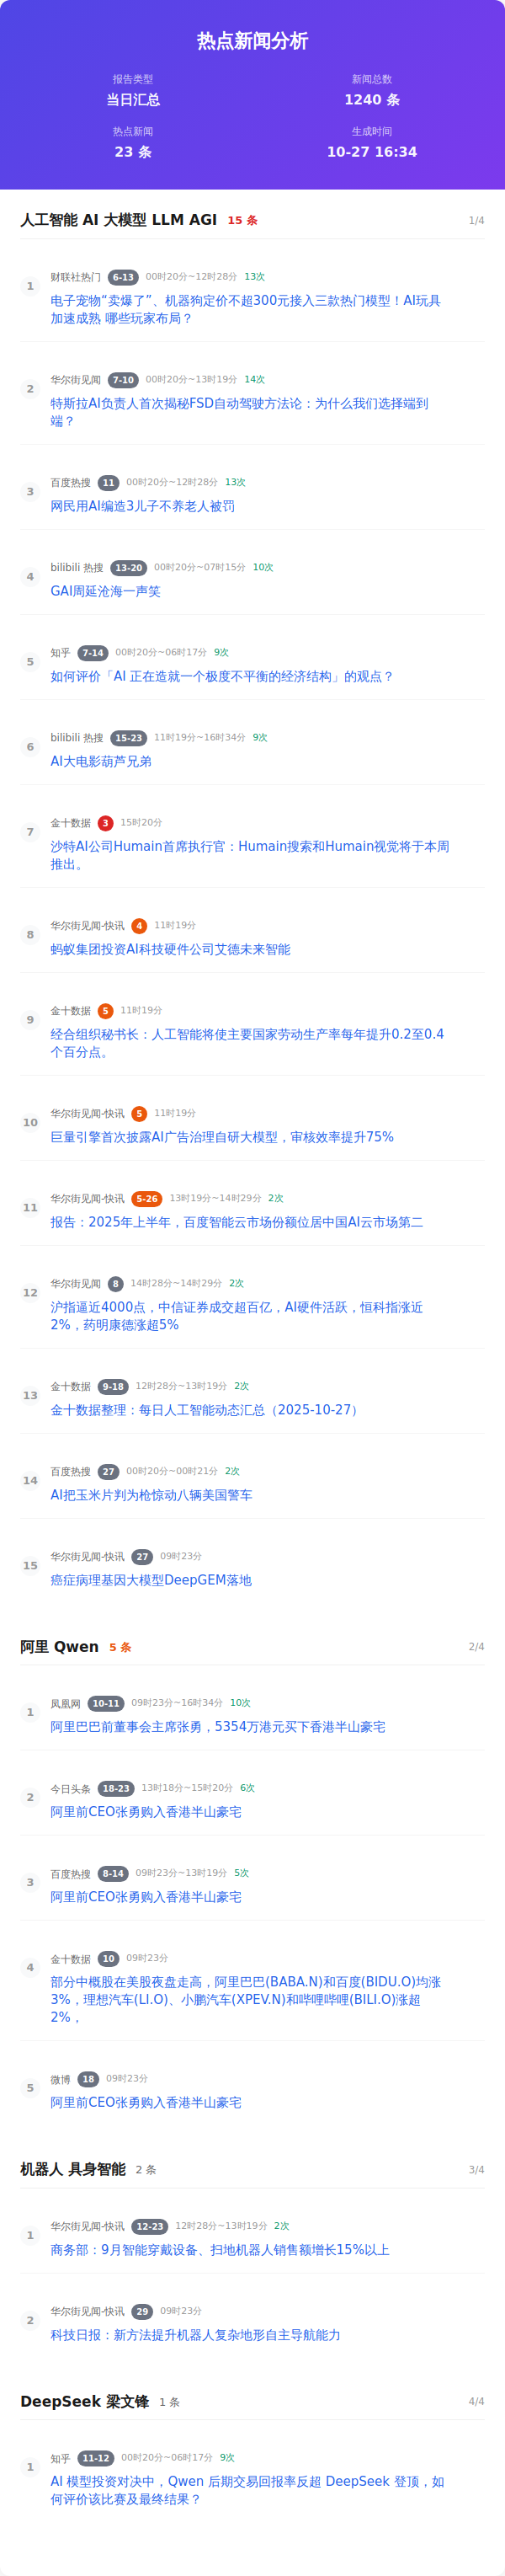 热点新闻分析
报告类型
当日汇总
新闻总数
1240 条
热点新闻
23 条
生成时间
10-27 16:34
人工智能 AI 大模型 LLM AGI 15 条 1/4
1
财联社热门 6-13 00时20分~12时28分 13次
电子宠物“卖爆了”、机器狗定价不超300元接入三款热门模型！AI玩具
加速成熟 哪些玩家布局？
2
华尔街见闻 7-10 00时20分~13时19分 14次
特斯拉AI负责人首次揭秘FSD自动驾驶方法论：为什么我们选择端到
端？
3
百度热搜 11 00时20分~12时28分 13次
网民用AI编造3儿子不养老人被罚
4
bilibili 热搜 13-20 00时20分~07时15分 10次
GAI周延沧海一声笑
5
知乎 7-14 00时20分~06时17分 9次
如何评价「AI 正在造就一个极度不平衡的经济结构」的观点？
6
bilibili 热搜 15-23 11时19分~16时34分 9次
AI大电影葫芦兄弟
7
金十数据 3 15时20分
沙特AI公司Humain首席执行官：Humain搜索和Humain视觉将于本周
推出。
8
华尔街见闻-快讯 4 11时19分
蚂蚁集团投资AI科技硬件公司艾德未来智能
9
金十数据 5 11时19分
经合组织秘书长：人工智能将使主要国家劳动生产率每年提升0.2至0.4
个百分点。
10
华尔街见闻-快讯 5 11时19分
巨量引擎首次披露AI广告治理自研大模型，审核效率提升75%
11
华尔街见闻-快讯 5-26 13时19分~14时29分 2次
报告：2025年上半年，百度智能云市场份额位居中国AI云市场第二
12
华尔街见闻 8 14时28分~14时29分 2次
沪指逼近4000点，中信证券成交超百亿，AI硬件活跃，恒科指涨近
2%，药明康德涨超5%
13
金十数据 9-18 12时28分~13时19分 2次
金十数据整理：每日人工智能动态汇总（2025-10-27）
14
百度热搜 27 00时20分~00时21分 2次
AI把玉米片判为枪惊动八辆美国警车
15
华尔街见闻-快讯 27 09时23分
癌症病理基因大模型DeepGEM落地
阿里 Qwen 5 条 2/4
1
凤凰网 10-11 09时23分~16时34分 10次
阿里巴巴前董事会主席张勇，5354万港元买下香港半山豪宅
2
今日头条 18-23 13时18分~15时20分 6次
阿里前CEO张勇购入香港半山豪宅
3
百度热搜 8-14 09时23分~13时19分 5次
阿里前CEO张勇购入香港半山豪宅
4
金十数据 10 09时23分
部分中概股在美股夜盘走高，阿里巴巴(BABA.N)和百度(BIDU.O)均涨
3%，理想汽车(LI.O)、小鹏汽车(XPEV.N)和哔哩哔哩(BILI.O)涨超
2%，
5
微博 18 09时23分
阿里前CEO张勇购入香港半山豪宅
机器人 具身智能 2 条 3/4
1
华尔街见闻-快讯 12-23 12时28分~13时19分 2次
商务部：9月智能穿戴设备、扫地机器人销售额增长15%以上
2
华尔街见闻-快讯 29 09时23分
科技日报：新方法提升机器人复杂地形自主导航能力
DeepSeek 梁文锋 1 条 4/4
1
知乎 11-12 00时20分~06时17分 9次
AI 模型投资对决中，Qwen 后期交易回报率反超 DeepSeek 登顶，如
何评价该比赛及最终结果？